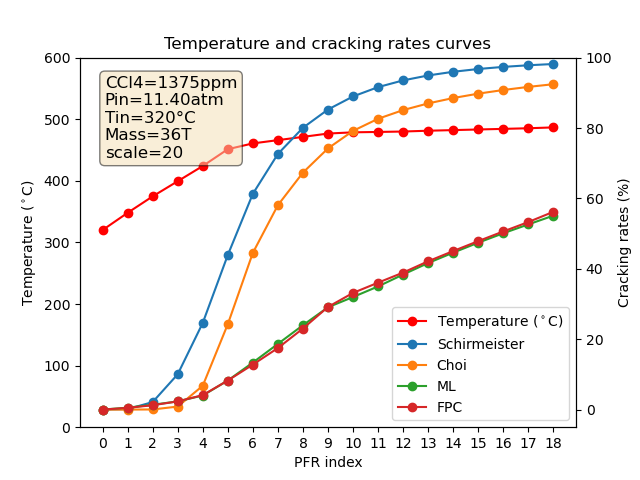 Temperature and cracking rates curves
CCl4=1375ppm
Pin=11.40atm
Tin=320°C
Mass=36T
scale=20
Temperature (°C)
600
500
400
300
200
100
0
Cracking rates (%)
100
80
60
40
20
0
Temperature (°C)
Schirmeister
Choi
ML
FPC
0 1 2 3 4 5 6 7 8 9 10 11 12 13 14 15 16 17 18
PFR index